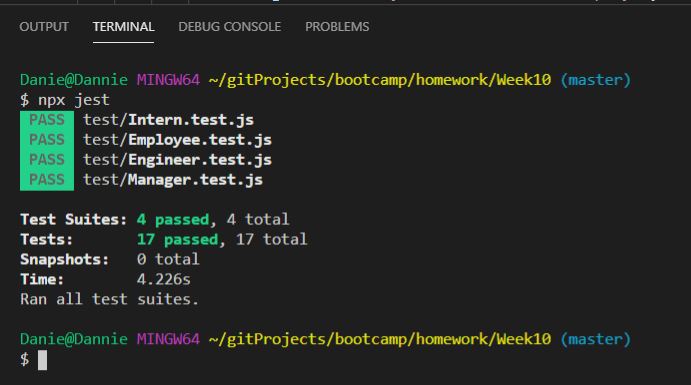 OUTPUT TERMINAL DEBUG CONSOLE PROBLEMS
Danie@Dannie MINGW64 ~/gitProjects/bootcamp/homework/Week10 (master)
$ npx jest
PASS test/Intern.test.js
PASS test/Employee.test.js
PASS test/Engineer.test.js
PASS test/Manager.test.js
Test Suites: 4 passed, 4 total
Tests: 17 passed, 17 total
Snapshots: 0 total
Time: 4.226s
Ran all test suites.
Danie@Dannie MINGW64 ~/gitProjects/bootcamp/homework/Week10 (master)
$